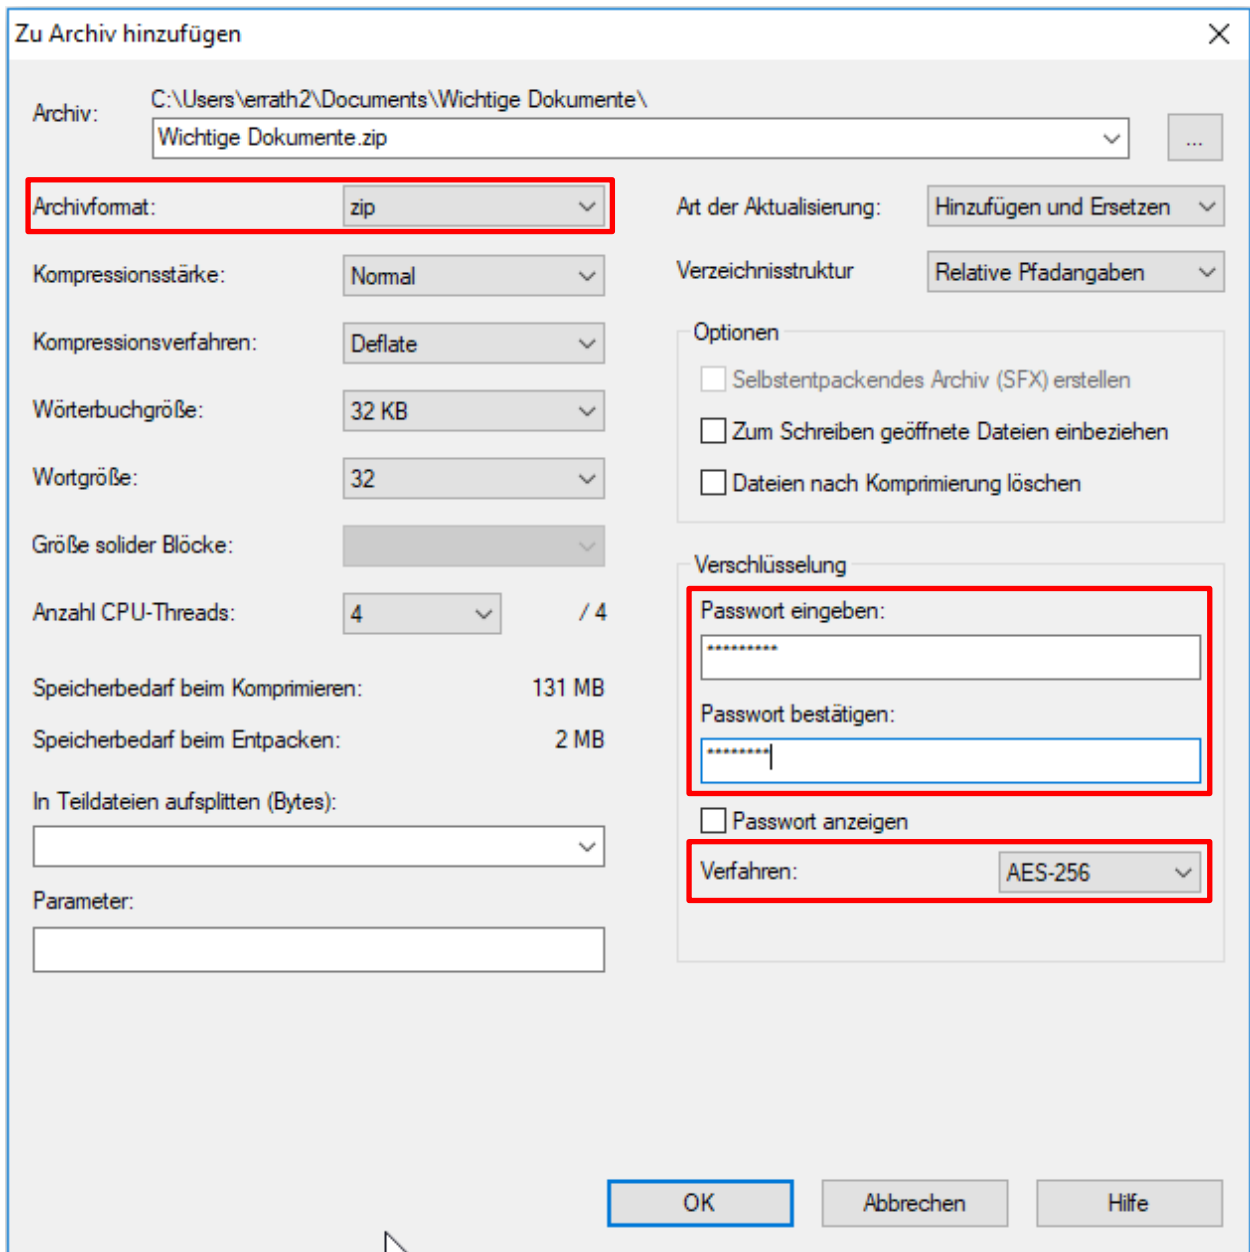 Zu Archiv hinzufügen
Archiv:
C:\Users\errath2\Documents\Wichtige Dokumente\
Wichtige Dokumente.zip
...
Archivformat: zip
Kompressionsstärke: Normal
Kompressionsverfahren: Deflate
Wörterbuchgröße: 32 KB
Wortgröße: 32
Größe solider Blöcke:
Anzahl CPU-Threads: 4 / 4
Speicherbedarf beim Komprimieren: 131 MB
Speicherbedarf beim Entpacken: 2 MB
In Teildateien aufsplitten (Bytes):
Parameter:
Art der Aktualisierung: Hinzufügen und Ersetzen
Verzeichnisstruktur Relative Pfadangaben
Optionen
Selbstentpackendes Archiv (SFX) erstellen
Zum Schreiben geöffnete Dateien einbeziehen
Dateien nach Komprimierung löschen
Verschlüsselung
Passwort eingeben:
*********
Passwort bestätigen:
********
Passwort anzeigen
Verfahren: AES-256
OK Abbrechen Hilfe